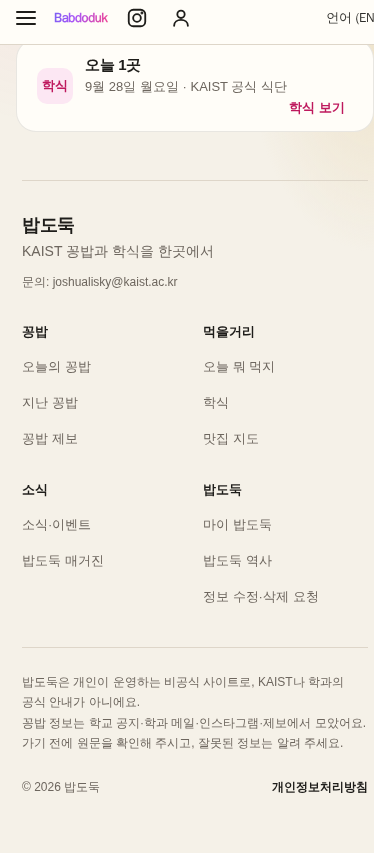 Babdoduk
언어 (EN
학식
오늘 1곳
9월 28일 월요일 · KAIST 공식 식단
학식 보기
밥도둑
KAIST 꽁밥과 학식을 한곳에서
문의: joshualisky@kaist.ac.kr
꽁밥
오늘의 꽁밥
지난 꽁밥
꽁밥 제보
먹을거리
오늘 뭐 먹지
학식
맛집 지도
소식
소식·이벤트
밥도둑 매거진
밥도둑
마이 밥도둑
밥도둑 역사
정보 수정·삭제 요청
밥도둑은 개인이 운영하는 비공식 사이트로, KAIST나 학과의
공식 안내가 아니에요.
꽁밥 정보는 학교 공지·학과 메일·인스타그램·제보에서 모았어요.
가기 전에 원문을 확인해 주시고, 잘못된 정보는 알려 주세요.
© 2026 밥도둑
개인정보처리방침